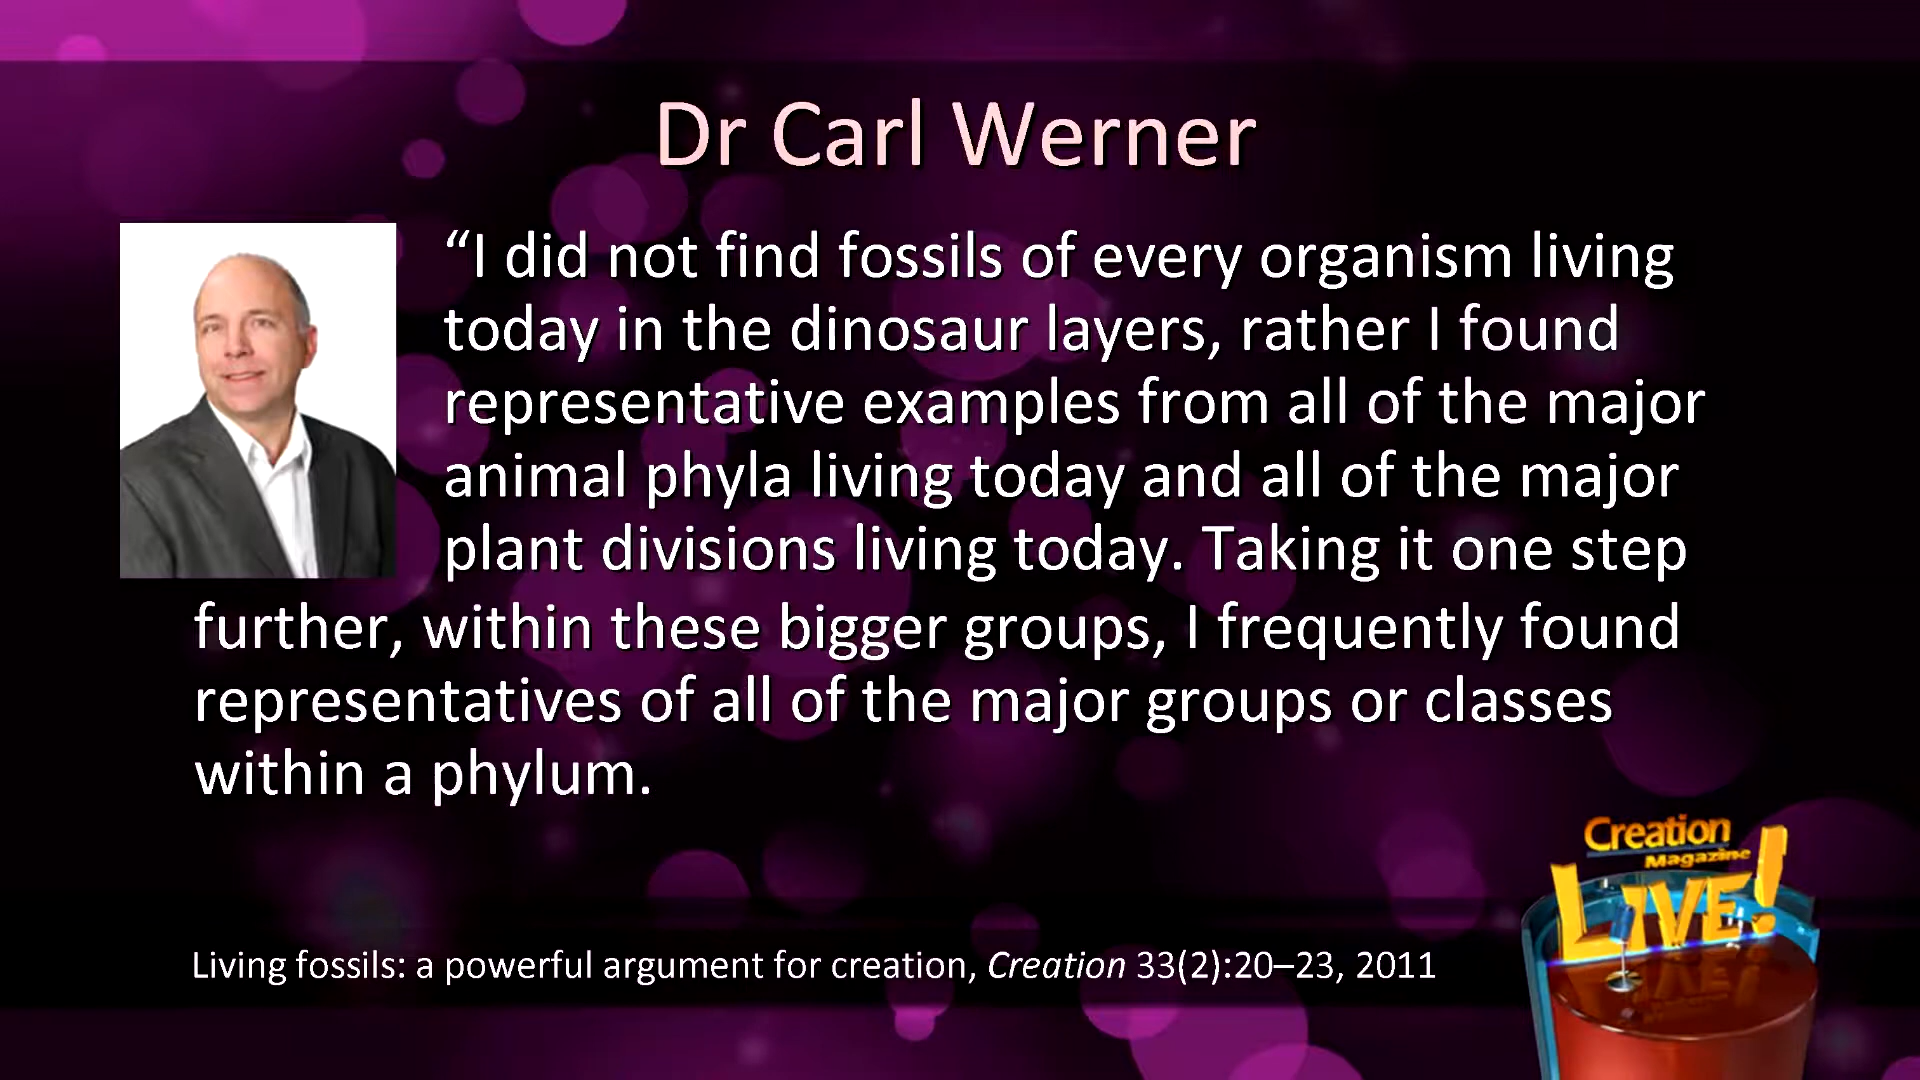 Dr Carl Werner
“I did not find fossils of every organism living
today in the dinosaur layers, rather I found
representative examples from all of the major
animal phyla living today and all of the major
plant divisions living today. Taking it one step
further, within these bigger groups, I frequently found
representatives of all of the major groups or classes
within a phylum.
Creation
Magazine
LIVE!
Living fossils: a powerful argument for creation, Creation 33(2):20–23, 2011